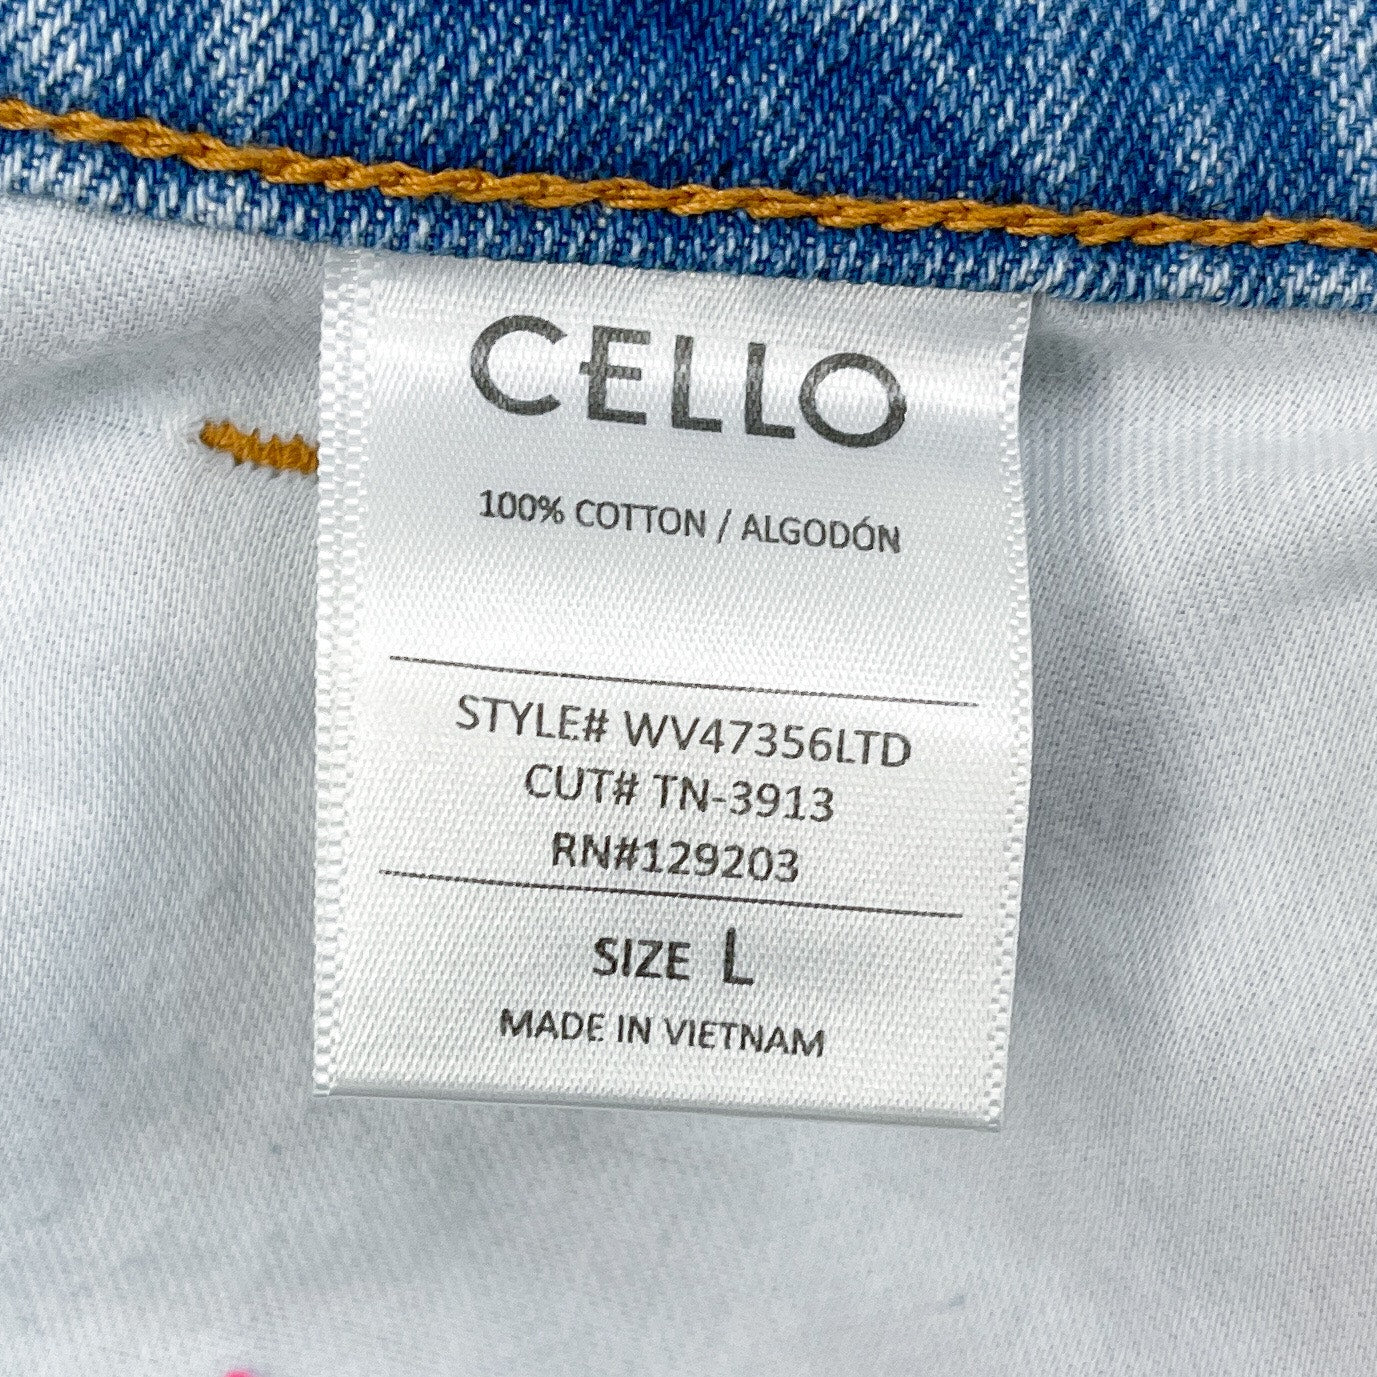 CELLO
100% COTTON / ALGODÓN
STYLE# WV47356LTD
CUT# TN-3913
RN#129203
SIZE L
MADE IN VIETNAM